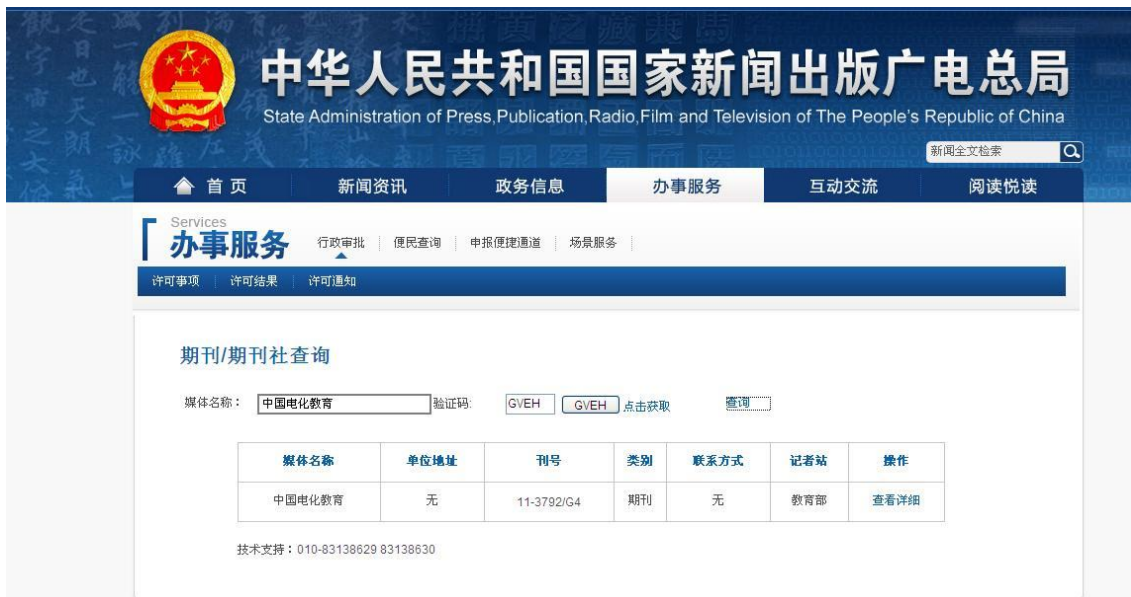 中华人民共和国国家新闻出版广电总局
State Administration of Press,Publication,Radio,Film and Television of The People's Republic of China
新闻全文检索
首页 新闻资讯 政务信息 办事服务 互动交流 阅读悦读
Services
办事服务 行政审批 便民查询 申报便捷通道 场景服务
许可事项 许可结果 许可通知
期刊/期刊社查询
媒体名称： 中国电化教育 验证码: GVEH GVEH 点击获取 查询
媒体名称 单位地址 刊号 类别 联系方式 记者站 操作
中国电化教育 无 11-3792/G4 期刊 无 教育部 查看详细
技术支持：010-83138629 83138630